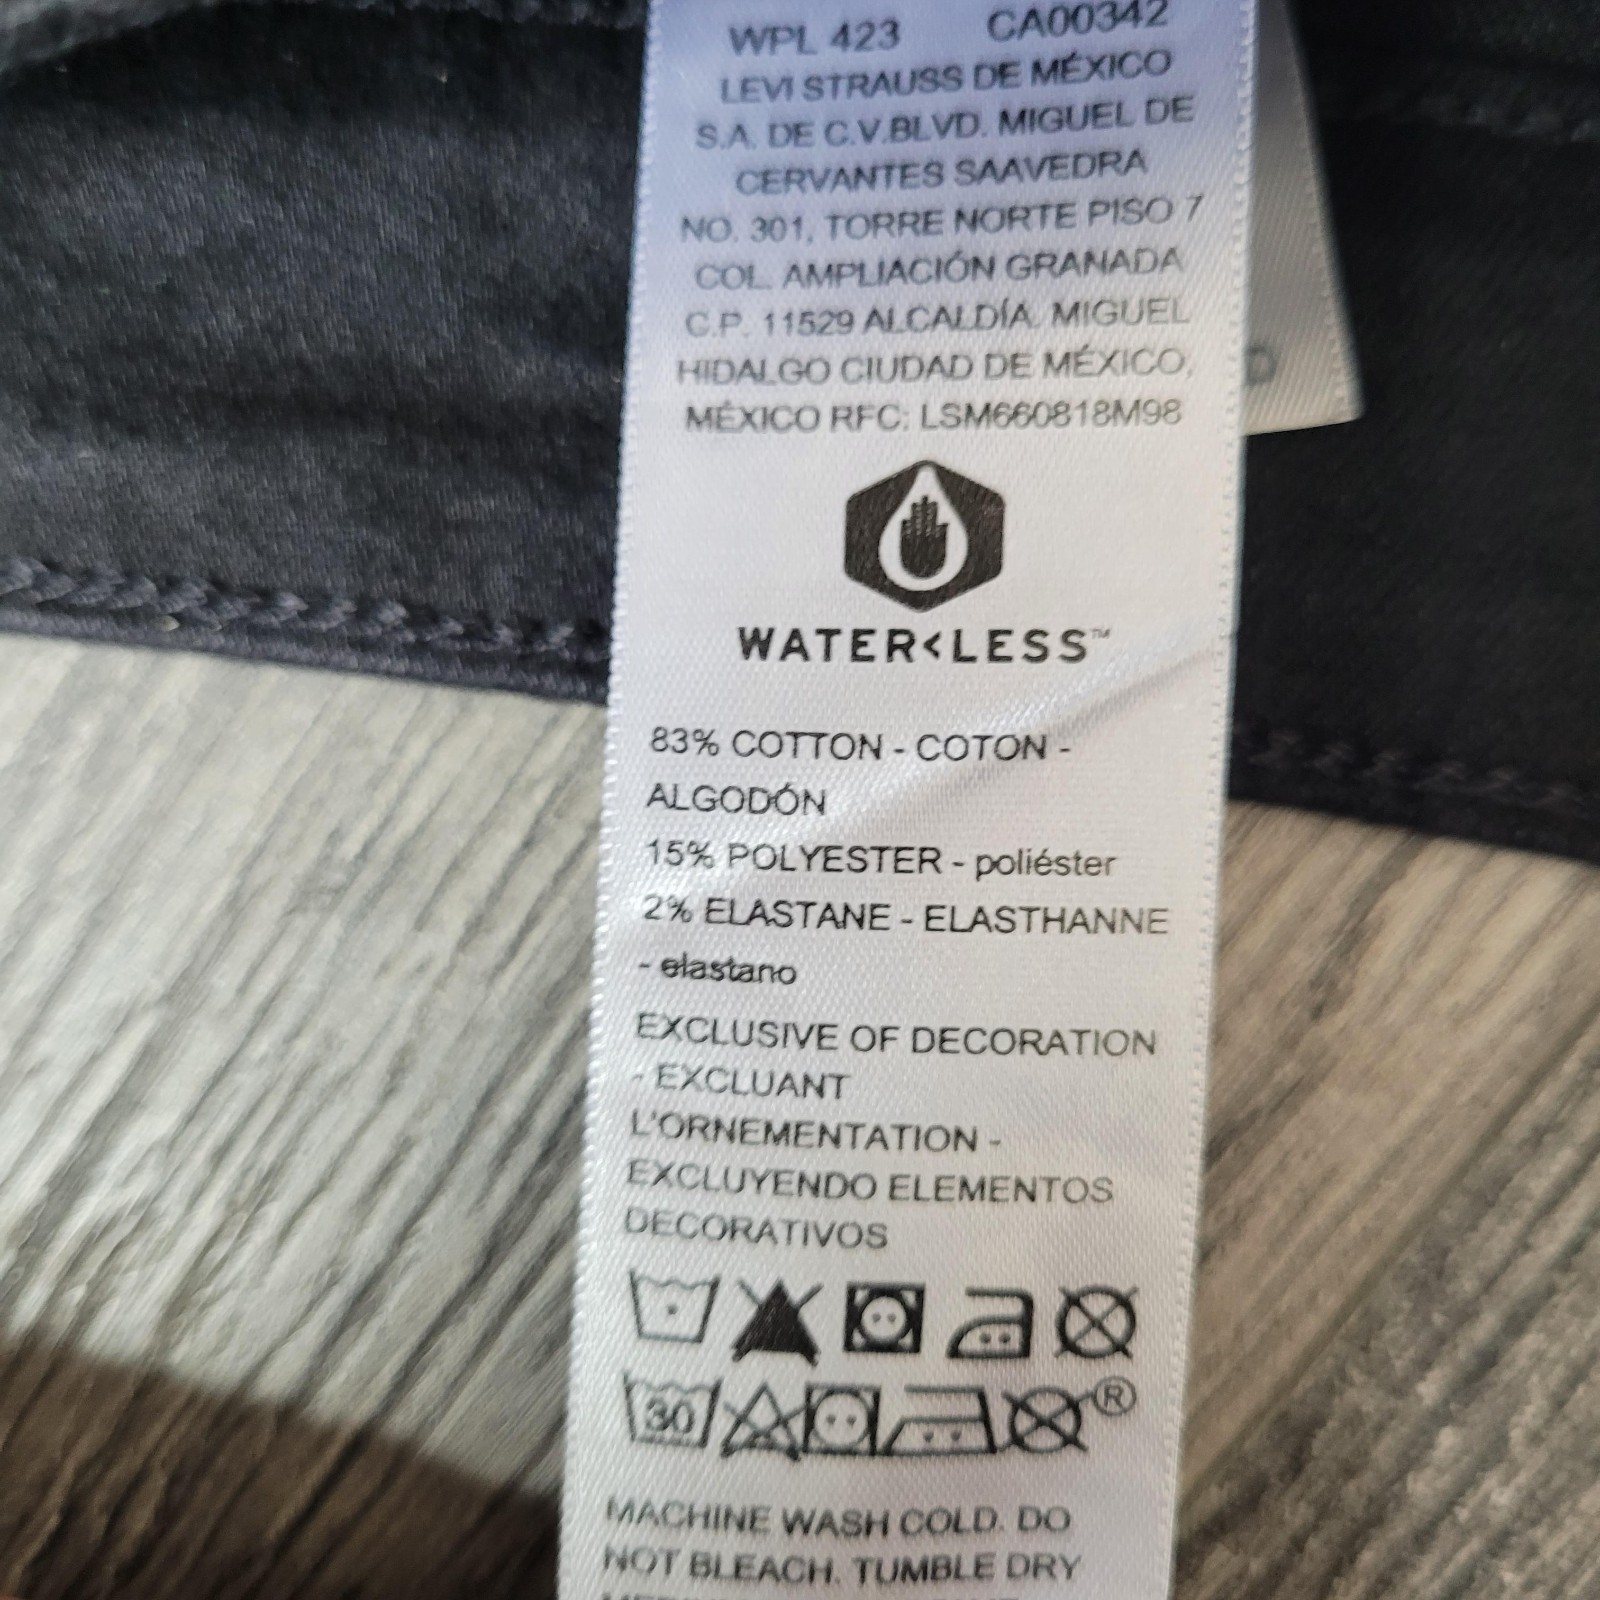 WPL 423 CA00342
LEVI STRAUSS DE MÉXICO
S.A. DE C.V.BLVD. MIGUEL DE
CERVANTES SAAVEDRA
NO. 301, TORRE NORTE PISO 7
COL. AMPLIACIÓN GRANADA
C.P. 11529 ALCALDÍA. MIGUEL
HIDALGO CIUDAD DE MÉXICO,
MÉXICO RFC: LSM660818M98
WATER<LESS™
83% COTTON - COTON -
ALGODÓN
15% POLYESTER - poliéster
2% ELASTANE - ELASTHANNE
- elastano
EXCLUSIVE OF DECORATION
- EXCLUANT
L'ORNEMENTATION -
EXCLUYENDO ELEMENTOS
DECORATIVOS
30 ®
MACHINE WASH COLD. DO
NOT BLEACH. TUMBLE DRY